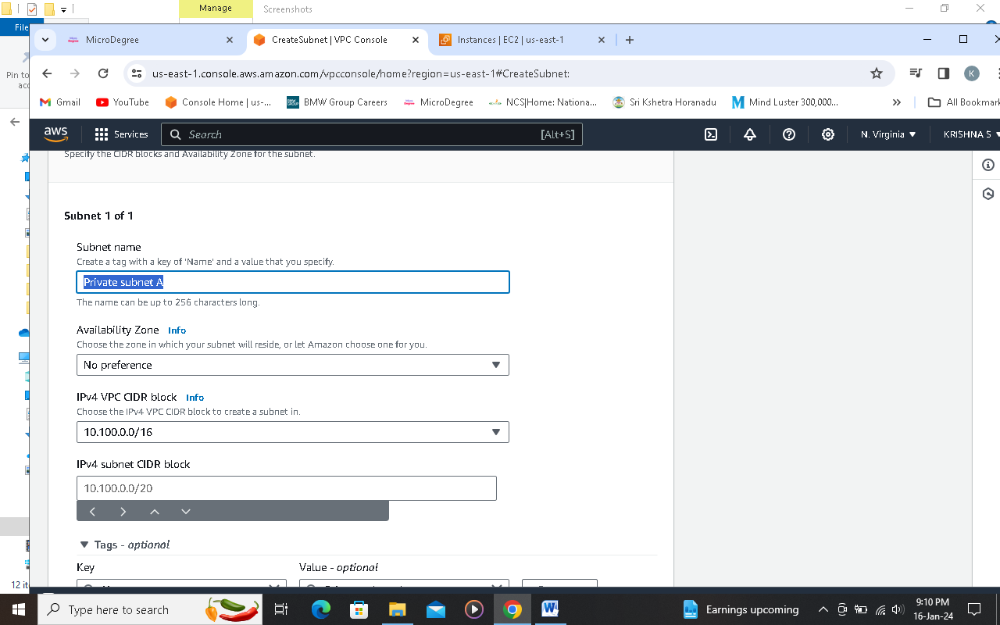 Manage
Screenshots
File
MicroDegree
CreateSubnet | VPC Console
Instances | EC2 | us-east-1
Pin to
us-east-1.console.aws.amazon.com/vpcconsole/home?region=us-east-1#CreateSubnet:
K
Gmail
YouTube
Console Home | us-...
BMW Group Careers
MicroDegree
NCS|Home: Nationa...
Sri Kshetra Horanadu
Mind Luster 300,000...
All Bookmar
aws
Services
Search
[Alt+S]
N. Virginia
KRISHNA S
Specify the CIDR blocks and Availability Zone for the subnet.
Subnet 1 of 1
Subnet name
Create a tag with a key of 'Name' and a value that you specify.
Private subnet A
The name can be up to 256 characters long.
Availability Zone Info
Choose the zone in which your subnet will reside, or let Amazon choose one for you.
No preference
IPv4 VPC CIDR block Info
Choose the IPv4 VPC CIDR block to create a subnet in.
10.100.0.0/16
IPv4 subnet CIDR block
10.100.0.0/20
Tags - optional
Key
Value - optional
12 it
Type here to search
Earnings upcoming
9:10 PM
16-Jan-24